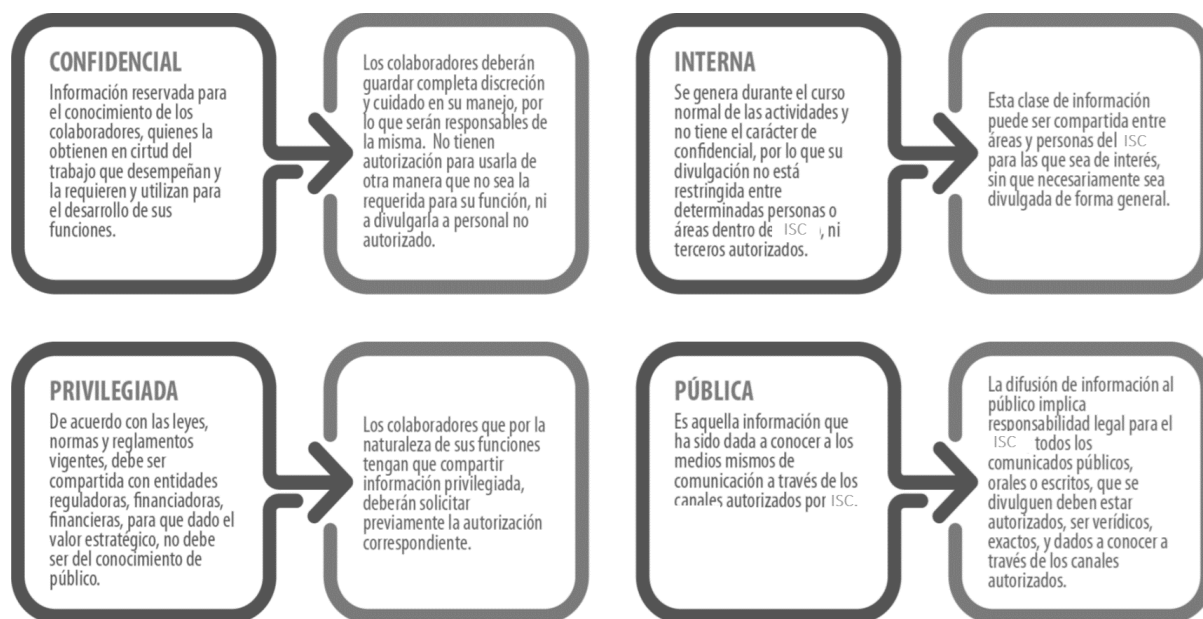 CONFIDENCIAL
Información reservada para
el conocimiento de los
colaboradores, quienes la
obtienen en cirtud del
trabajo que desempeñan y
la requieren y utilizan para
el desarrollo de sus
funciones.
Los colaboradores deberán
guardar completa discreción
y cuidado en su manejo, por
lo que serán responsables de
la misma. No tienen
autorización para usarla de
otra manera que no sea la
requerida para su función, ni
a divulgarla a personal no
autorizado.
INTERNA
Se genera durante el curso
normal de las actividades y
no tiene el carácter de
confidencial, por lo que su
divulgación no está
restringida entre
determinadas personas o
áreas dentro de ISC , ni
terceros autorizados.
Esta clase de información
puede ser compartida entre
áreas y personas del ISC
para las que sea de interés,
sin que necesariamente sea
divulgada de forma general.
PRIVILEGIADA
De acuerdo con las leyes,
normas y reglamentos
vigentes, debe ser
compartida con entidades
reguladoras, financiadoras,
financieras, para que dado el
valor estratégico, no debe
ser del conocimiento de
público.
Los colaboradores que por la
naturaleza de sus funciones
tengan que compartir
información privilegiada,
deberán solicitar
previamente la autorización
correspondiente.
PÚBLICA
Es aquella información que
ha sido dada a conocer a los
medios mismos de
comunicación a través de los
canales autorizados por ISC.
La difusión de información al
público implica
responsabilidad legal para el
ISC todos los
comunicados públicos,
orales o escritos, que se
divulguen deben estar
autorizados, ser verídicos,
exactos, y dados a conocer a
través de los canales
autorizados.